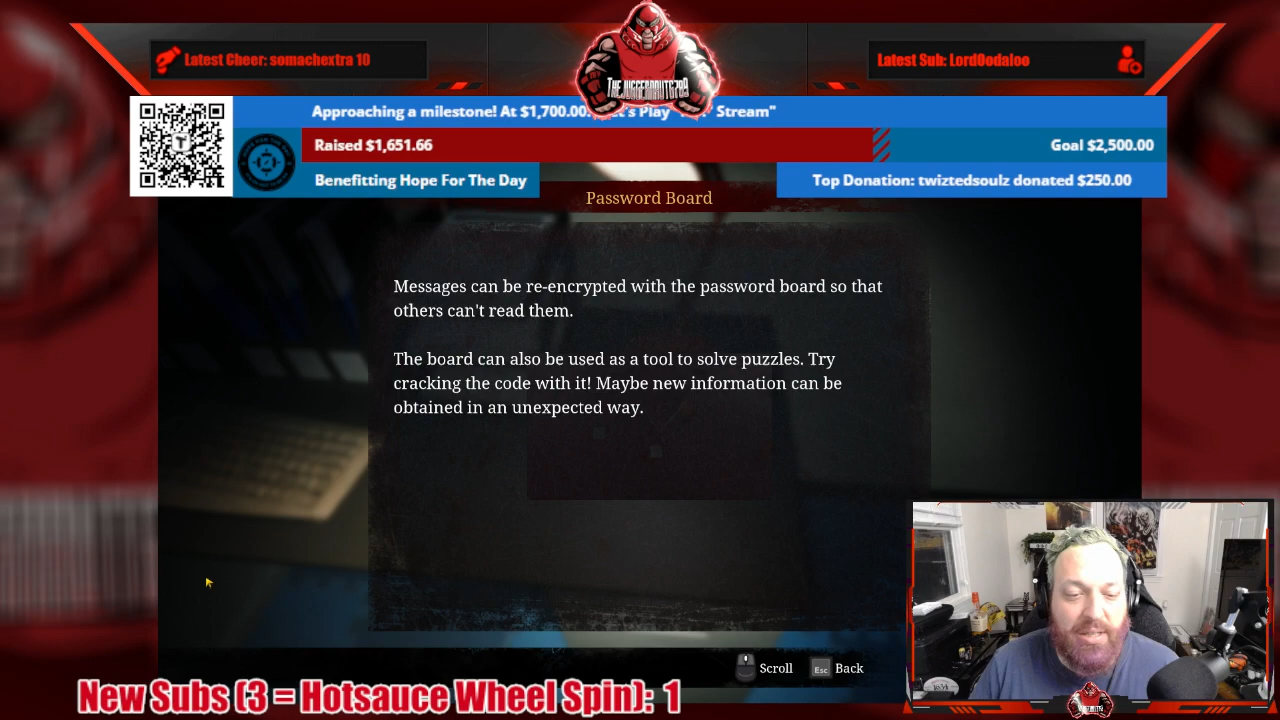 Latest Cheer: somachextra 10
THEJUGGERNAUT6789
Latest Sub: LordOodaloo
Approaching a milestone! At $1,700.00: "Let's Play Stream"
Raised $1,651.66
Goal $2,500.00
Benefitting Hope For The Day
Top Donation: twiztedsoulz donated $250.00
Password Board
Messages can be re-encrypted with the password board so that
others can't read them.
The board can also be used as a tool to solve puzzles. Try
cracking the code with it! Maybe new information can be
obtained in an unexpected way.
Esc
Scroll
Back
New Subs (3 = Hotsauce Wheel Spin): 1